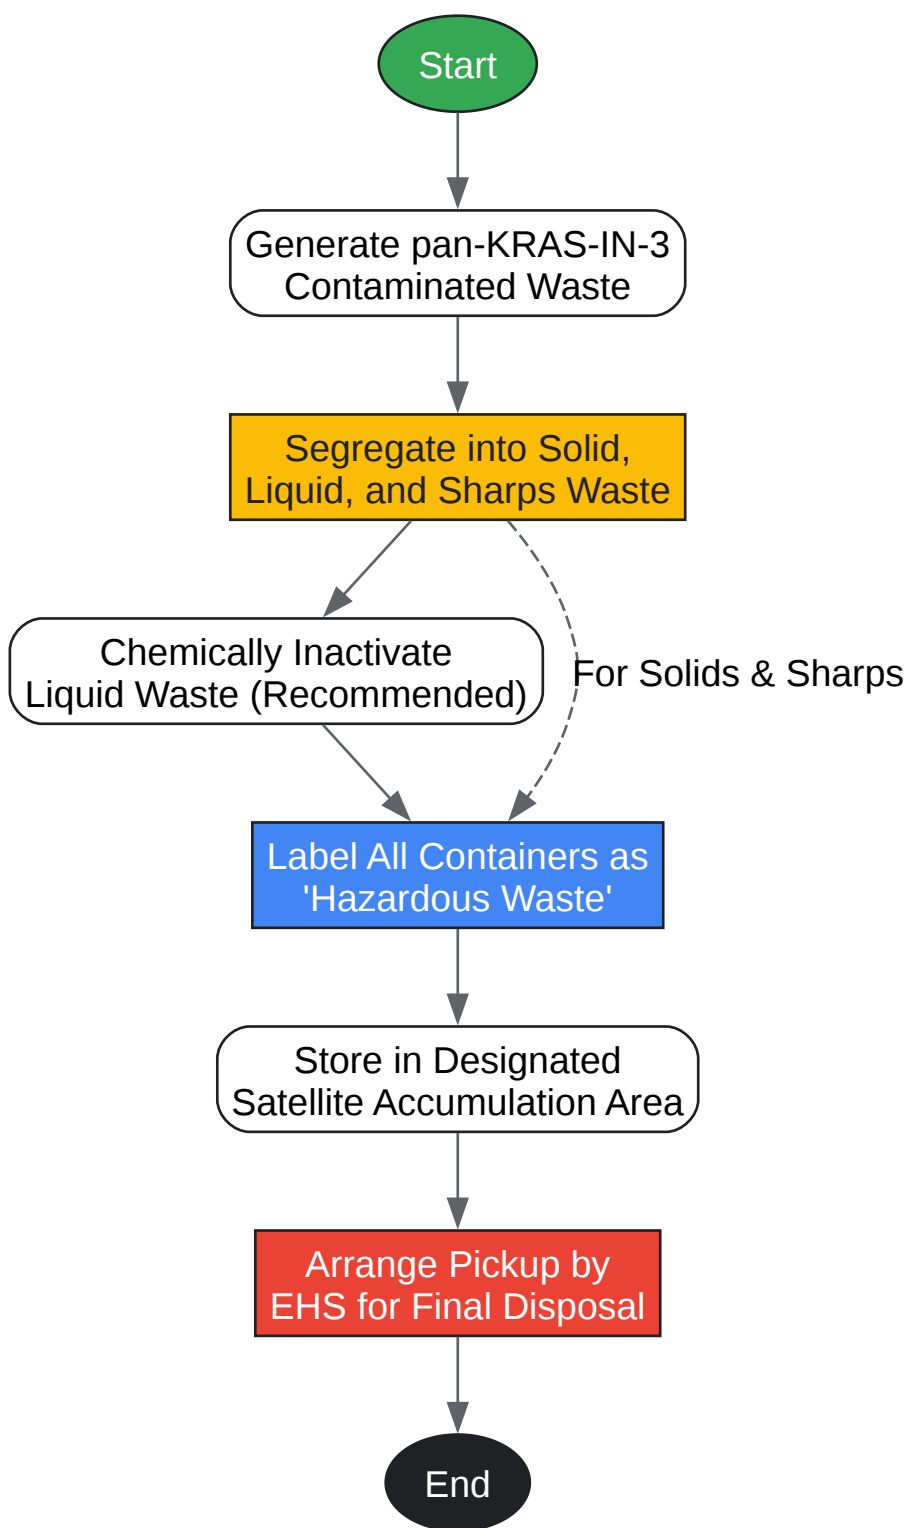 Start
Generate pan-KRAS-IN-3
Contaminated Waste
Segregate into Solid,
Liquid, and Sharps Waste
Chemically Inactivate
Liquid Waste (Recommended)
For Solids & Sharps
Label All Containers as
'Hazardous Waste'
Store in Designated
Satellite Accumulation Area
Arrange Pickup by
EHS for Final Disposal
End